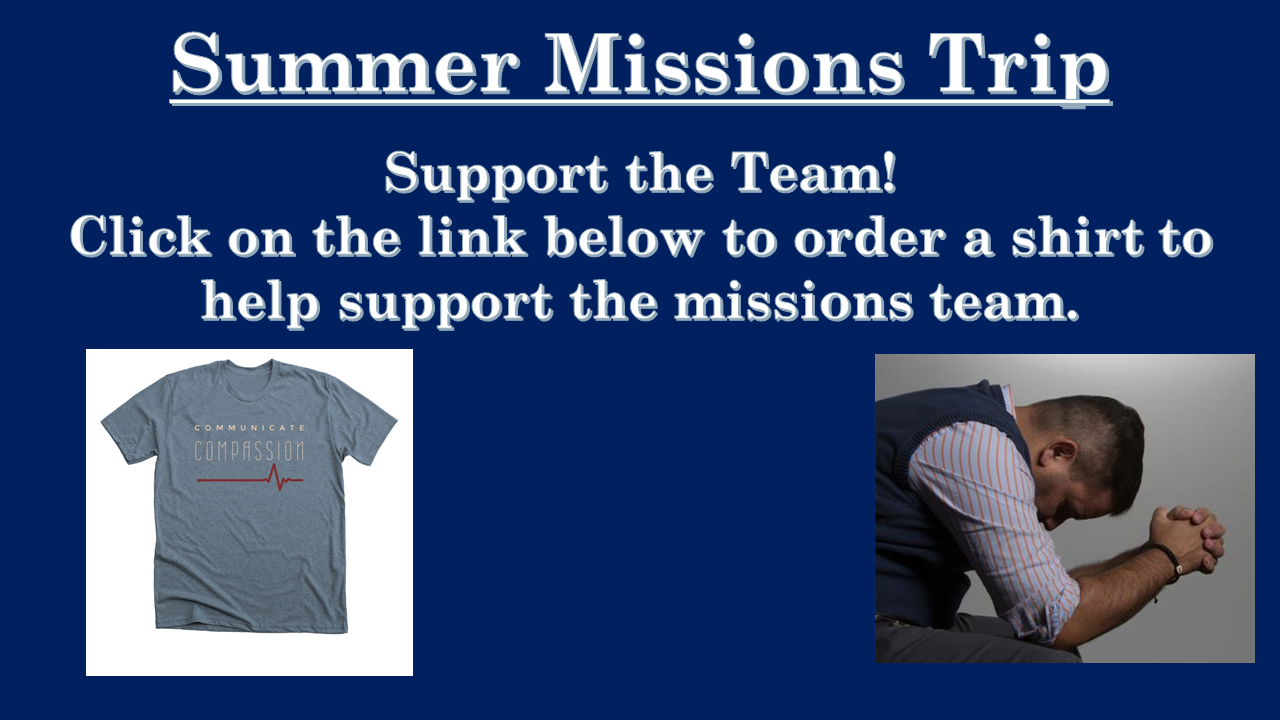 Summer Missions Trip
Support the Team!
Click on the link below to order a shirt to
help support the missions team.
COMMUNICATE
COMPASSION